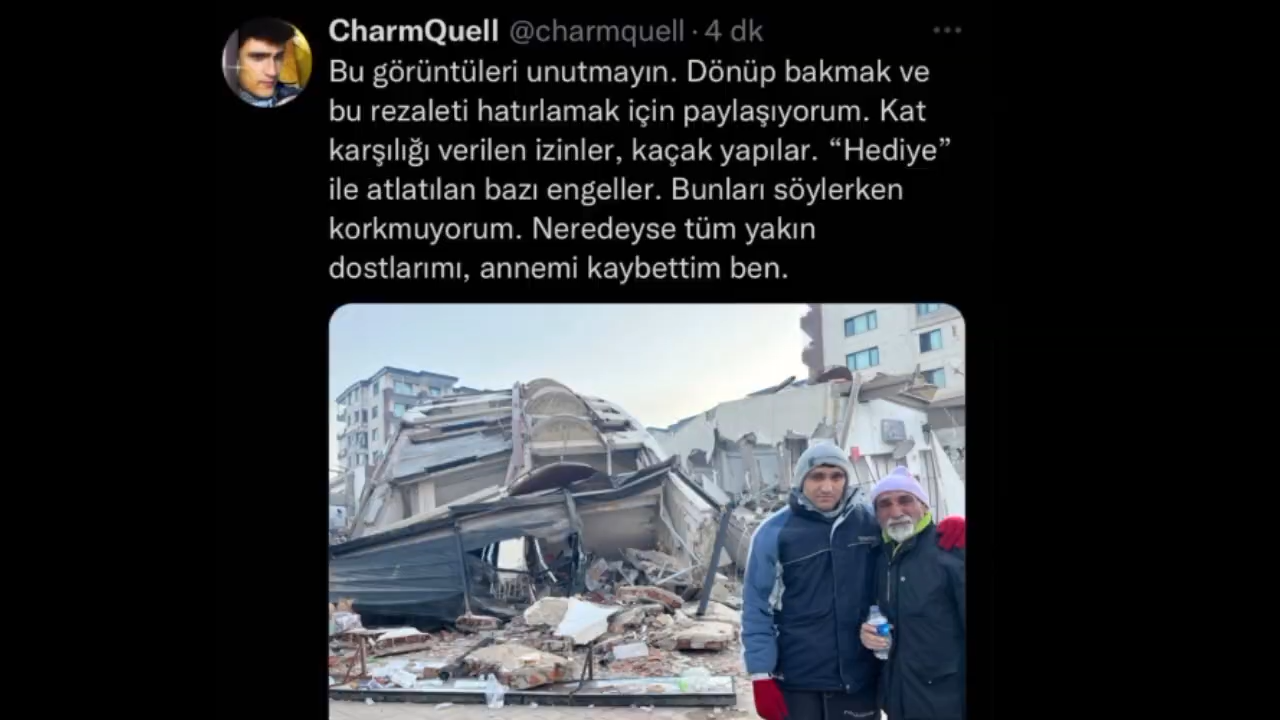 CharmQuell @charmquell · 4 dk
Bu görüntüleri unutmayın. Dönüp bakmak ve
bu rezaleti hatırlamak için paylaşıyorum. Kat
karşılığı verilen izinler, kaçak yapılar. “Hediye”
ile atlatılan bazı engeller. Bunları söylerken
korkmuyorum. Neredeyse tüm yakın
dostlarımı, annemi kaybettim ben.